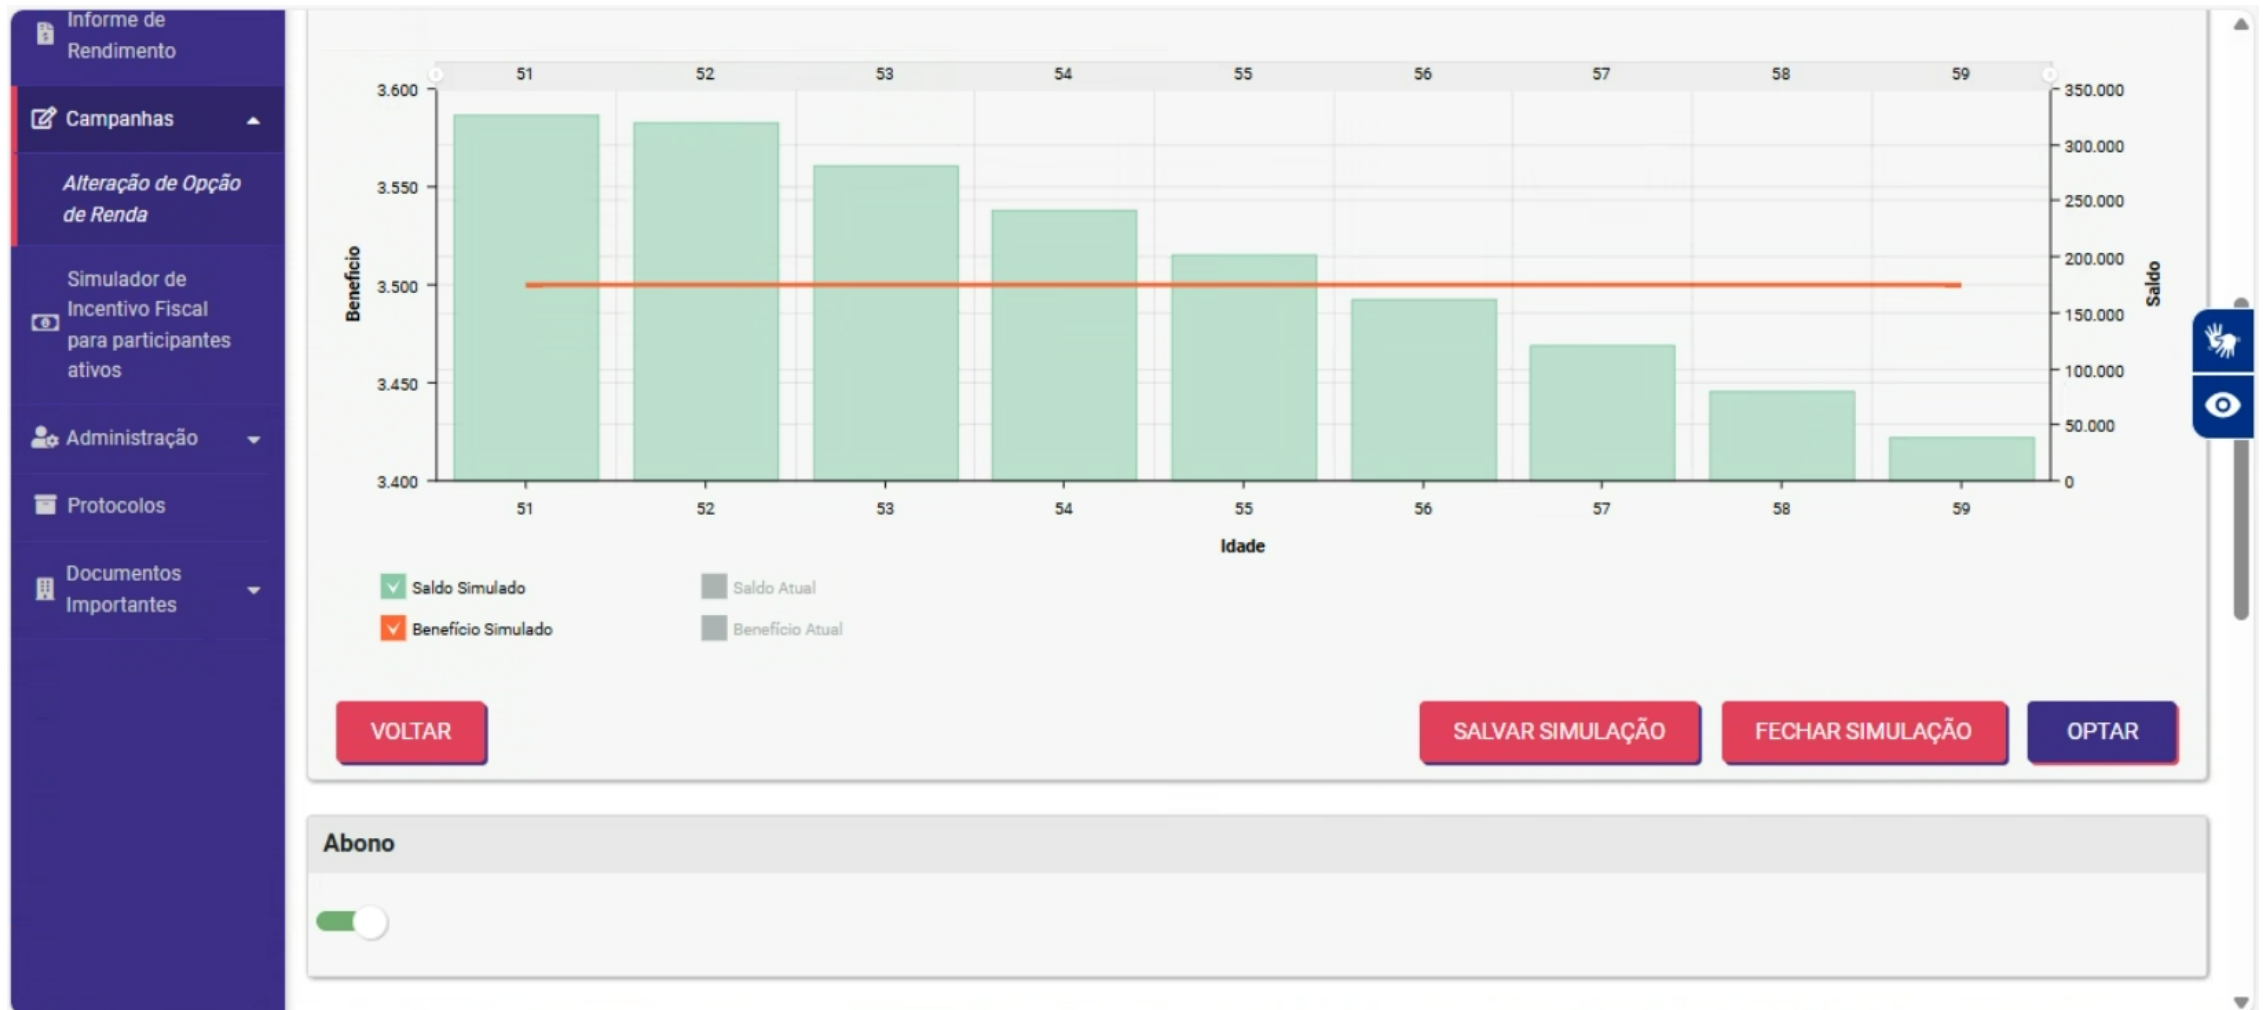 Informe de
Rendimento
Campanhas
Alteração de Opção
de Renda
Simulador de
Incentivo Fiscal
para participantes
ativos
Administração
Protocolos
Documentos
Importantes
51 52 53 54 55 56 57 58 59
3.600
3.550
3.500
3.450
3.400
Benefício
350.000
300.000
250.000
200.000
150.000
100.000
50.000
0
Saldo
51 52 53 54 55 56 57 58 59
Idade
Saldo Simulado Saldo Atual
Benefício Simulado Benefício Atual
VOLTAR SALVAR SIMULAÇÃO FECHAR SIMULAÇÃO OPTAR
Abono